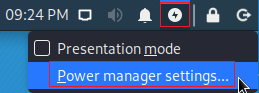 09:24 PM
Presentation mode
Power manager settings...